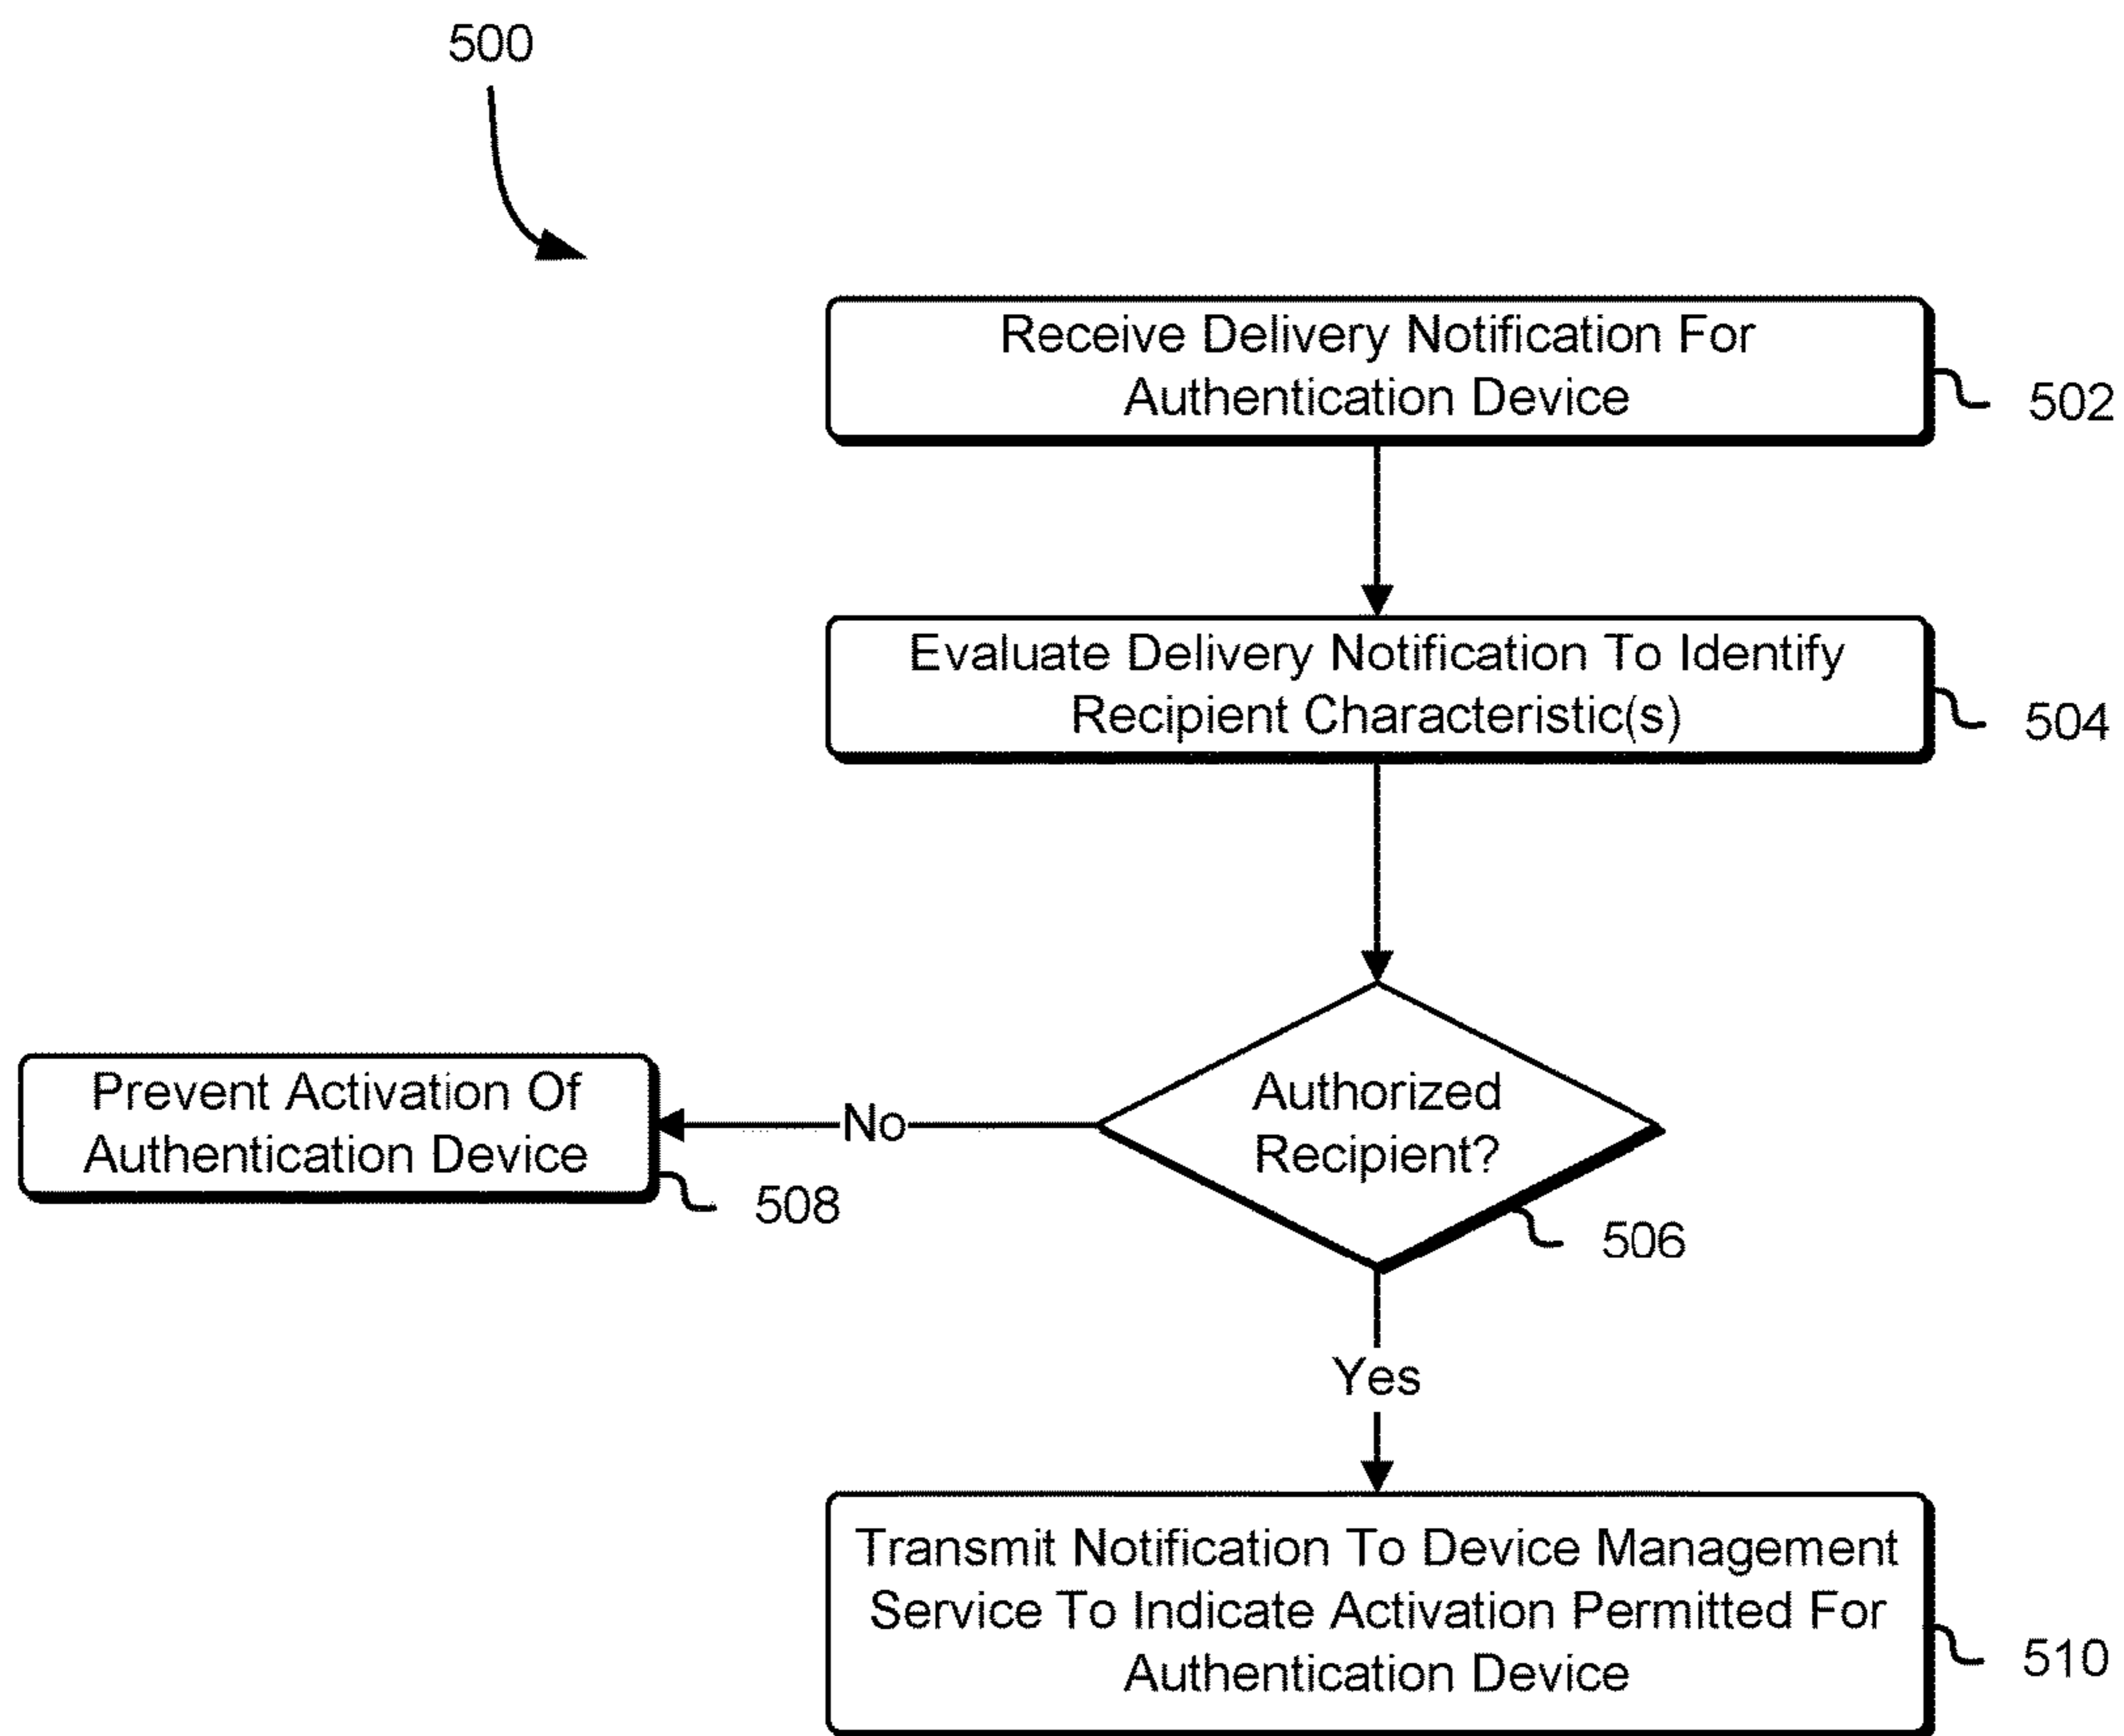 500
Receive Delivery Notification For
Authentication Device
502
Evaluate Delivery Notification To Identify
Recipient Characteristic(s)
504
Authorized
Recipient?
506
No
Prevent Activation Of
Authentication Device
508
Yes
Transmit Notification To Device Management
Service To Indicate Activation Permitted For
Authentication Device
510